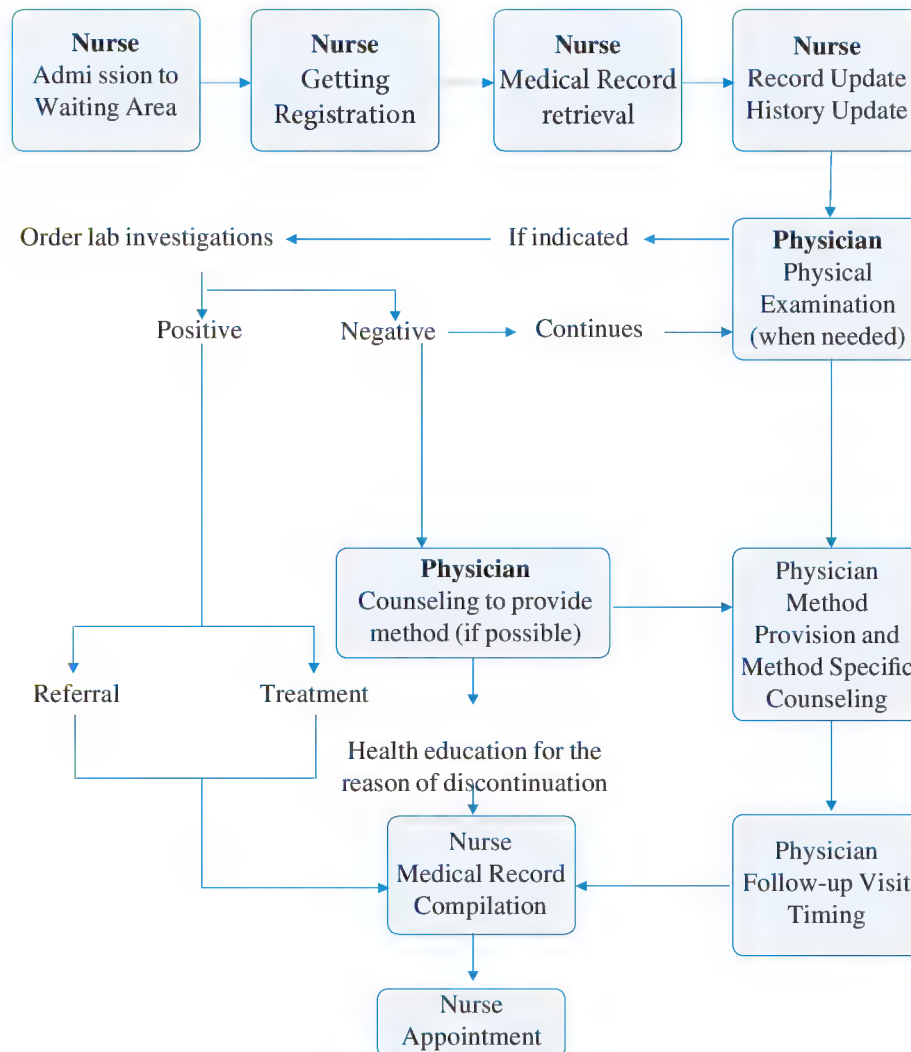 Nurse
Admission to
Waiting Area
Nurse
Getting
Registration
Nurse
Medical Record
retrieval
Nurse
Record Update
History Update
Order lab investigations
If indicated
Physician
Physical
Examination
(when needed)
Positive
Negative
Continues
Physician
Counseling to provide
method (if possible)
Physician
Method
Provision and
Method Specific
Counseling
Referral
Treatment
Health education for the
reason of discontinuation
Nurse
Medical Record
Compilation
Physician
Follow-up Visit
Timing
Nurse
Appointment